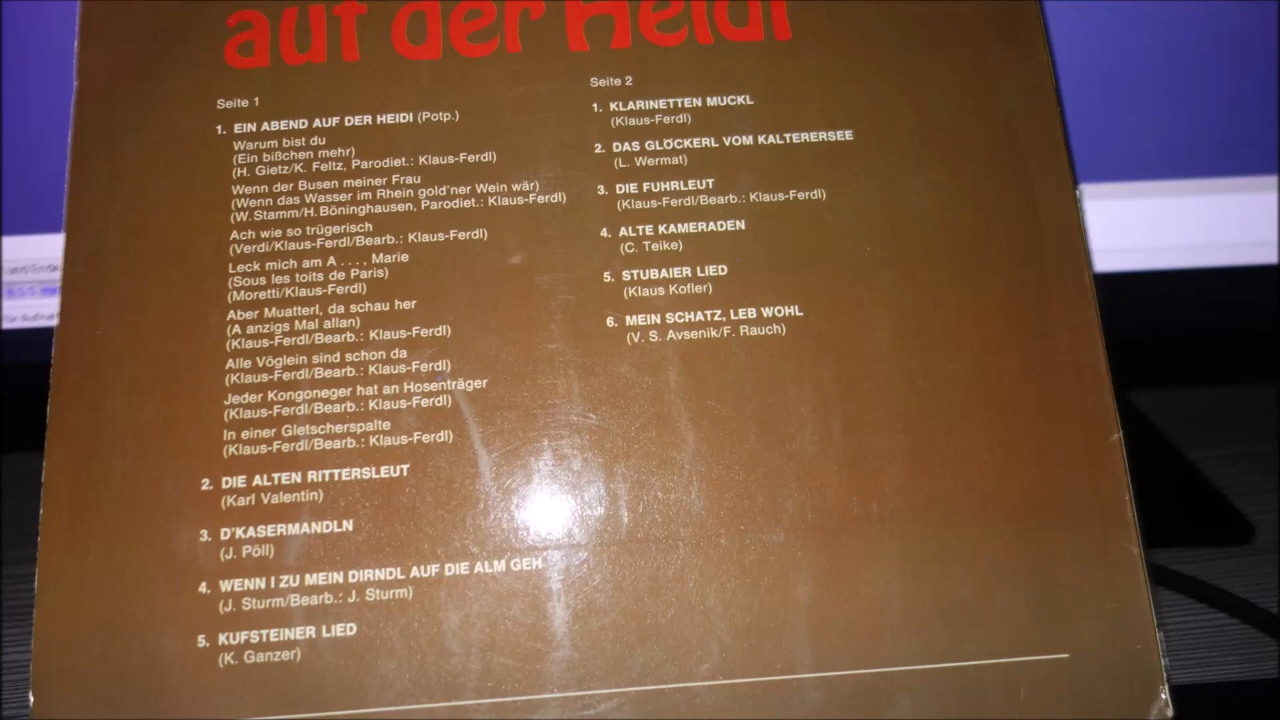 auf der Heidi
Seite 1
1. EIN ABEND AUF DER HEIDI (Potp.)
Warum bist du
(Ein bißchen mehr)
(H. Gietz/K. Feltz, Parodiet.: Klaus-Ferdl)
Wenn der Busen meiner Frau
(Wenn das Wasser im Rhein gold'ner Wein wär)
(W. Stamm/H. Böninghausen, Parodiet.: Klaus-Ferdl)
Ach wie so trügerisch
(Verdi/Klaus-Ferdl/Bearb.: Klaus-Ferdl)
Leck mich am A . . . , Marie
(Sous les toits de Paris)
(Moretti/Klaus-Ferdl)
Aber Muatterl, da schau her
(A anzigs Mal allan)
(Klaus-Ferdl/Bearb.: Klaus-Ferdl)
Alle Vöglein sind schon da
(Klaus-Ferdl/Bearb.: Klaus-Ferdl)
Jeder Kongoneger hat an Hosenträger
(Klaus-Ferdl/Bearb.: Klaus-Ferdl)
In einer Gletscherspalte
(Klaus-Ferdl/Bearb.: Klaus-Ferdl)
2. DIE ALTEN RITTERSLEUT
(Karl Valentin)
3. D'KASERMANDLN
(J. Pöll)
4. WENN I ZU MEIN DIRNDL AUF DIE ALM GEH
(J. Sturm/Bearb.: J. Sturm)
5. KUFSTEINER LIED
(K. Ganzer)
Seite 2
1. KLARINETTEN MUCKL
(Klaus-Ferdl)
2. DAS GLÖCKERL VOM KALTERERSEE
(L. Wermat)
3. DIE FUHRLEUT
(Klaus-Ferdl/Bearb.: Klaus-Ferdl)
4. ALTE KAMERADEN
(C. Teike)
5. STUBAIER LIED
(Klaus Kofler)
6. MEIN SCHATZ, LEB WOHL
(V. S. Avsenik/F. Rauch)